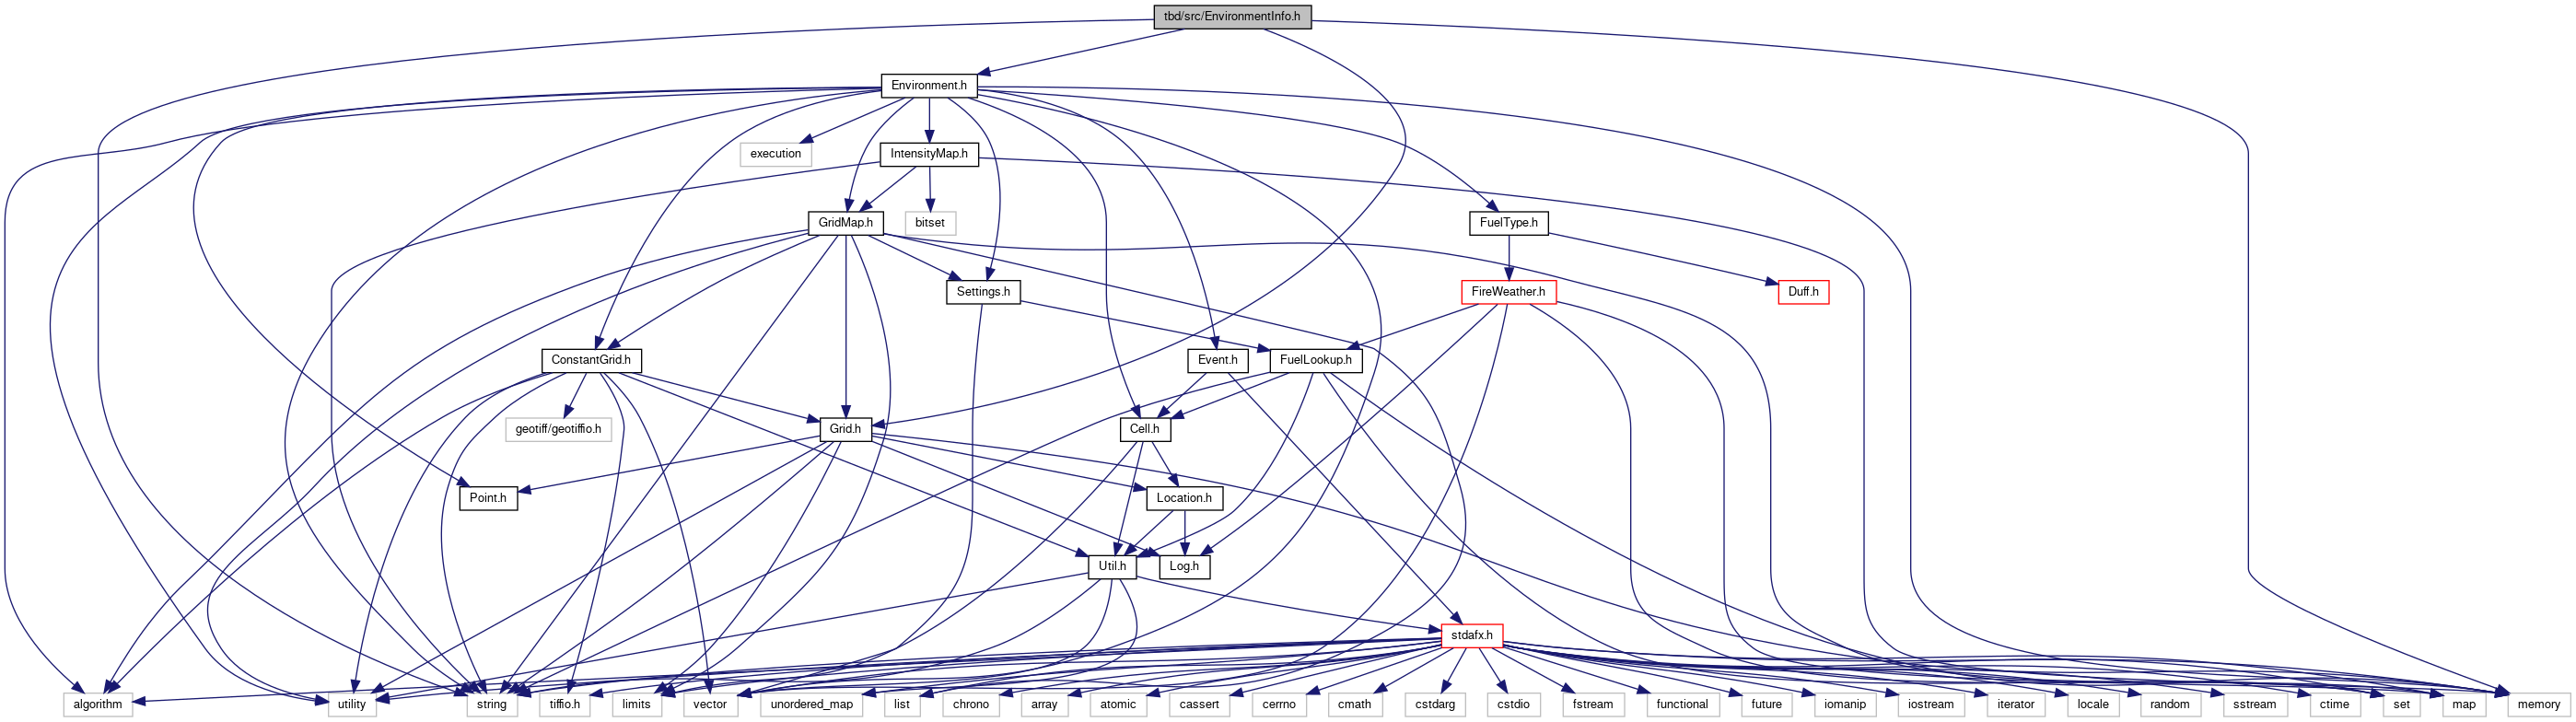 tbd/src/EnvironmentInfo.h
Environment.h
execution
IntensityMap.h
GridMap.h
bitset
FuelType.h
Settings.h
FireWeather.h
Duff.h
ConstantGrid.h
Event.h
FuelLookup.h
geotiff/geotiffio.h
Grid.h
Cell.h
Point.h
Location.h
Util.h
Log.h
stdafx.h
algorithm
utility
string
tiffio.h
limits
vector
unordered_map
list
chrono
array
atomic
cassert
cerrno
cmath
cstdarg
cstdio
fstream
functional
future
iomanip
iostream
iterator
locale
random
sstream
ctime
set
map
memory